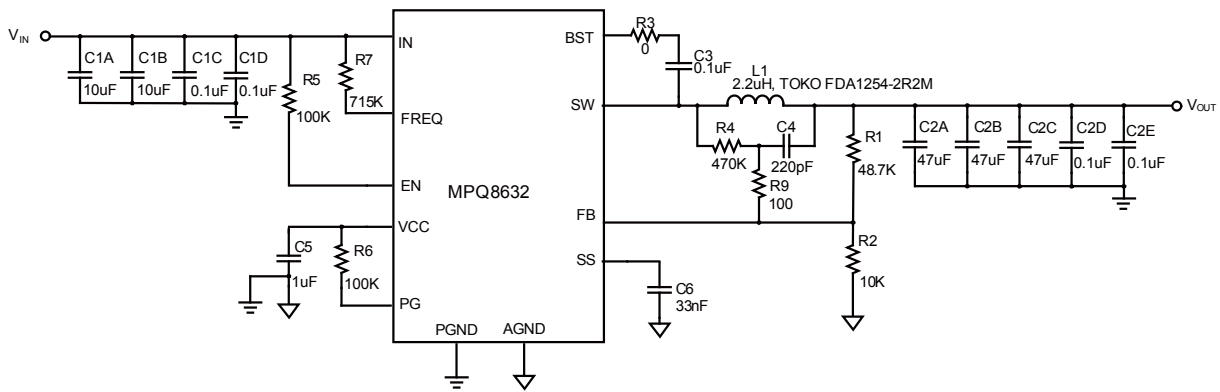 VIN
C1A
10uF
C1B
10uF
C1C
0.1uF
C1D
0.1uF
R5
100K
R7
715K
IN
FREQ
EN
VCC
PG
C5
1uF
R6
100K
MPQ8632
PGND
AGND
BST
SW
FB
SS
R3
0
C3
0.1uF
L1
2.2uH, TOKO FDA1254-2R2M
R4
470K
C4
220pF
R9
100
R1
48.7K
R2
10K
C6
33nF
C2A
47uF
C2B
47uF
C2C
47uF
C2D
0.1uF
C2E
0.1uF
VOUT